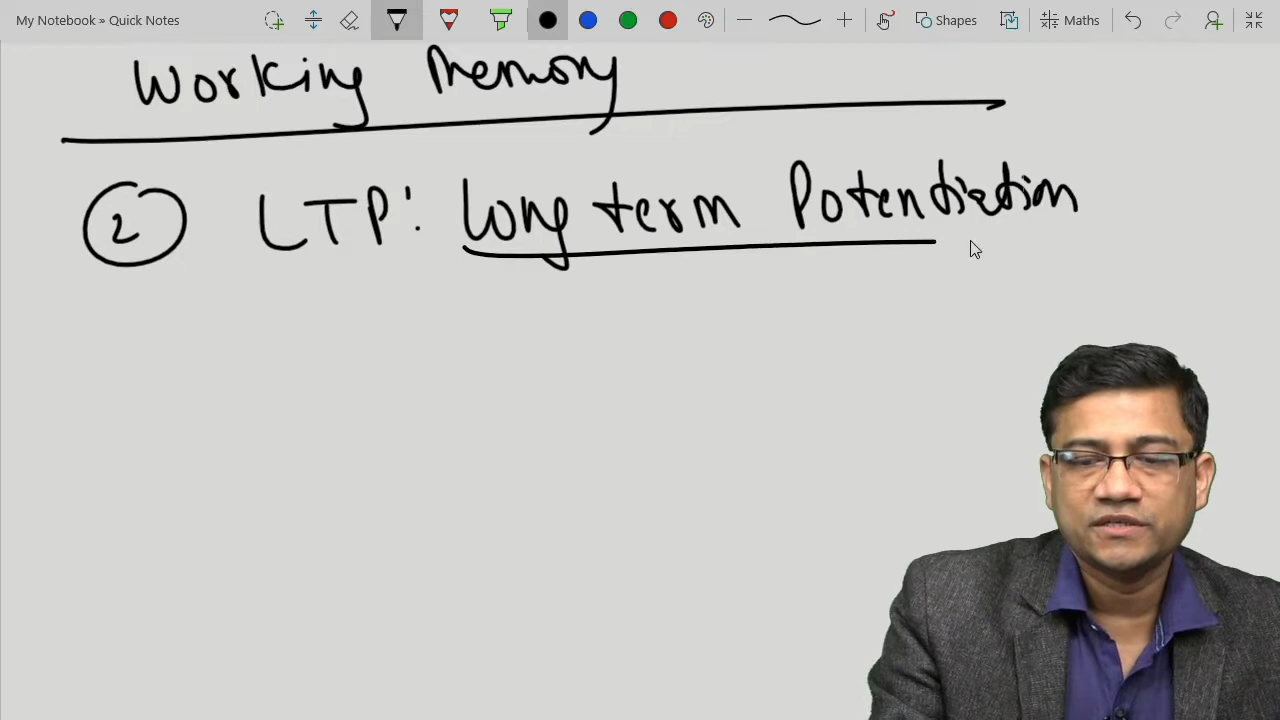 My Notebook » Quick Notes Shapes Maths
Working Memory
2 LTP: Long term Potentiation